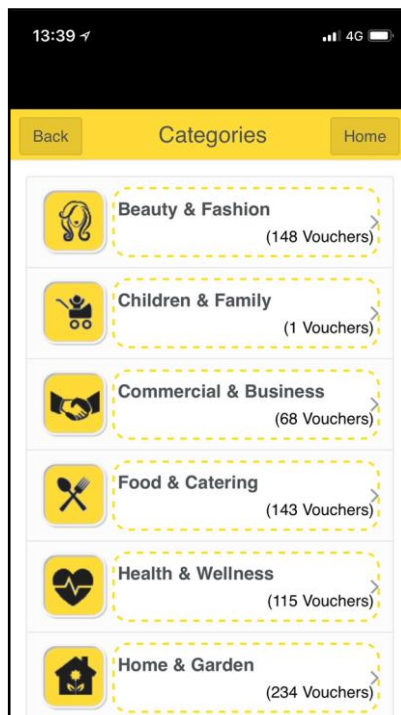 13:39 4G
Back Categories Home
Beauty & Fashion
(148 Vouchers)
Children & Family
(1 Vouchers)
Commercial & Business
(68 Vouchers)
Food & Catering
(143 Vouchers)
Health & Wellness
(115 Vouchers)
Home & Garden
(234 Vouchers)